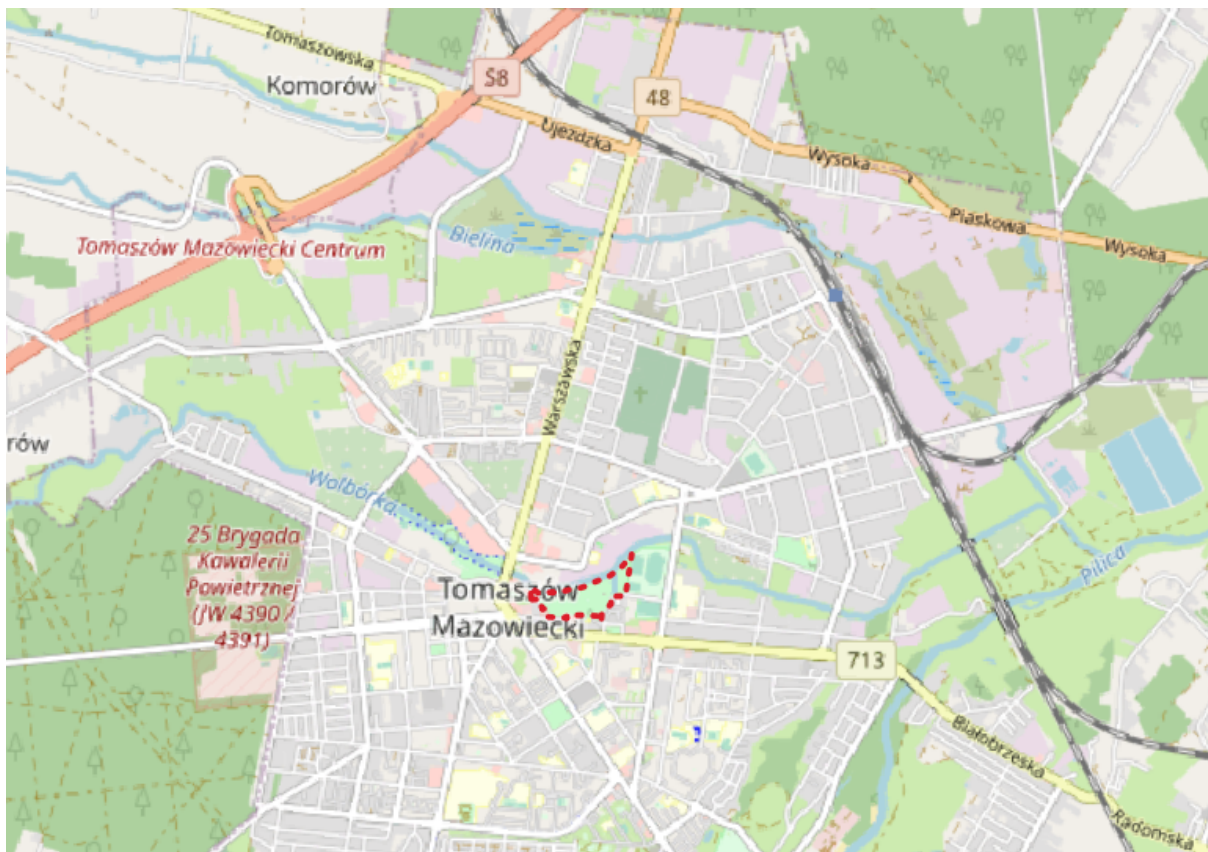 Tomaszowska
Komorów
S8
48
Ujezdzka
Wysoka
Piaskowa
Wysoka
Bielina
Tomaszów Mazowiecki Centrum
Warszawska
rów
Wolbórka
25 Brygada
Kawalerii
Powietrznej
(JW 4390 /
4391)
Pilica
Tomaszów
Mazowiecki
713
Białobrzeska
Radomska